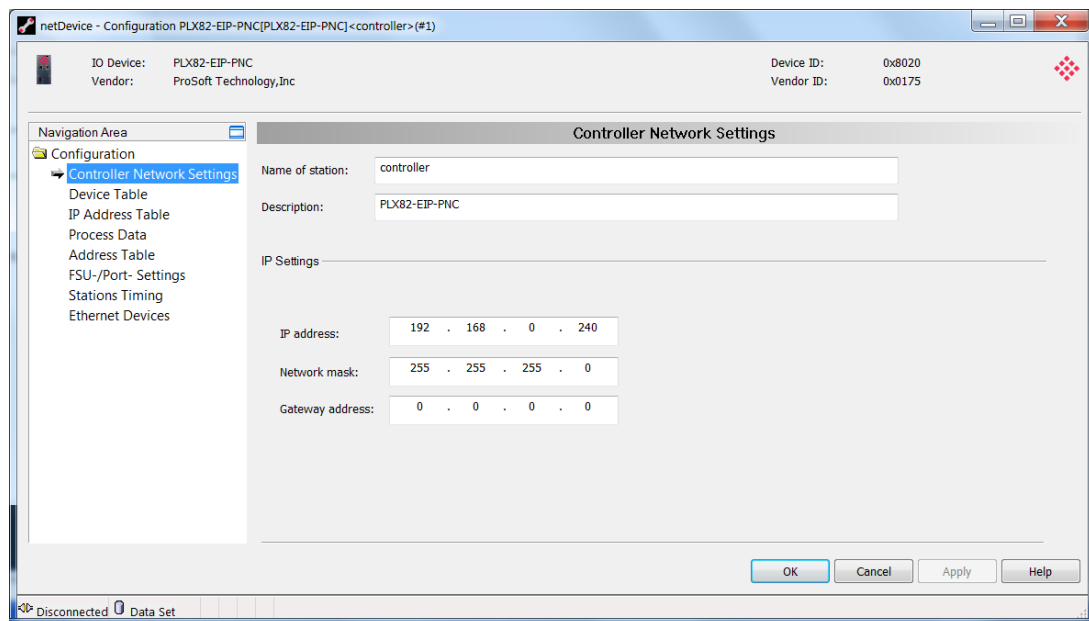 netDevice - Configuration PLX82-EIP-PNC[PLX82-EIP-PNC]<controller>(#1)
IO Device: PLX82-EIP-PNC Device ID: 0x8020
Vendor: ProSoft Technology,Inc Vendor ID: 0x0175
Navigation Area
Configuration
Controller Network Settings
Device Table
IP Address Table
Process Data
Address Table
FSU-/Port- Settings
Stations Timing
Ethernet Devices
Controller Network Settings
Name of station: controller
Description: PLX82-EIP-PNC
IP Settings
IP address: 192 . 168 . 0 . 240
Network mask: 255 . 255 . 255 . 0
Gateway address: 0 . 0 . 0 . 0
OK Cancel Apply Help
Disconnected Data Set